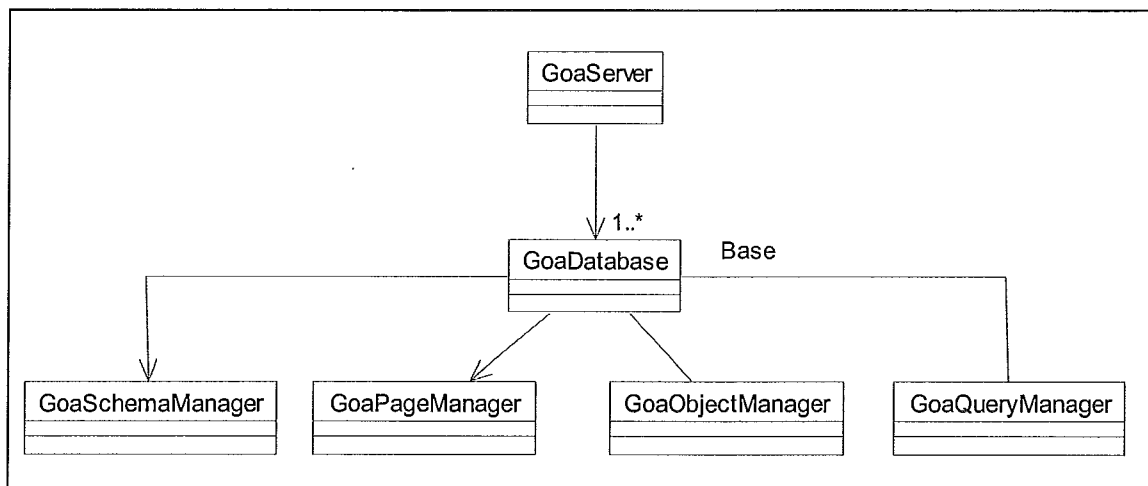 GoaServer
1..*
GoaDatabase
Base
GoaSchemaManager
GoaPageManager
GoaObjectManager
GoaQueryManager